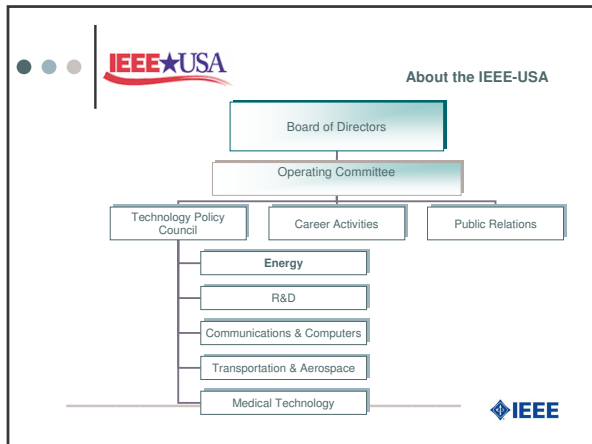 IEEE★USA
About the IEEE-USA
Board of Directors
Operating Committee
Technology Policy
Council
Career Activities
Public Relations
Energy
R&D
Communications & Computers
Transportation & Aerospace
Medical Technology
IEEE